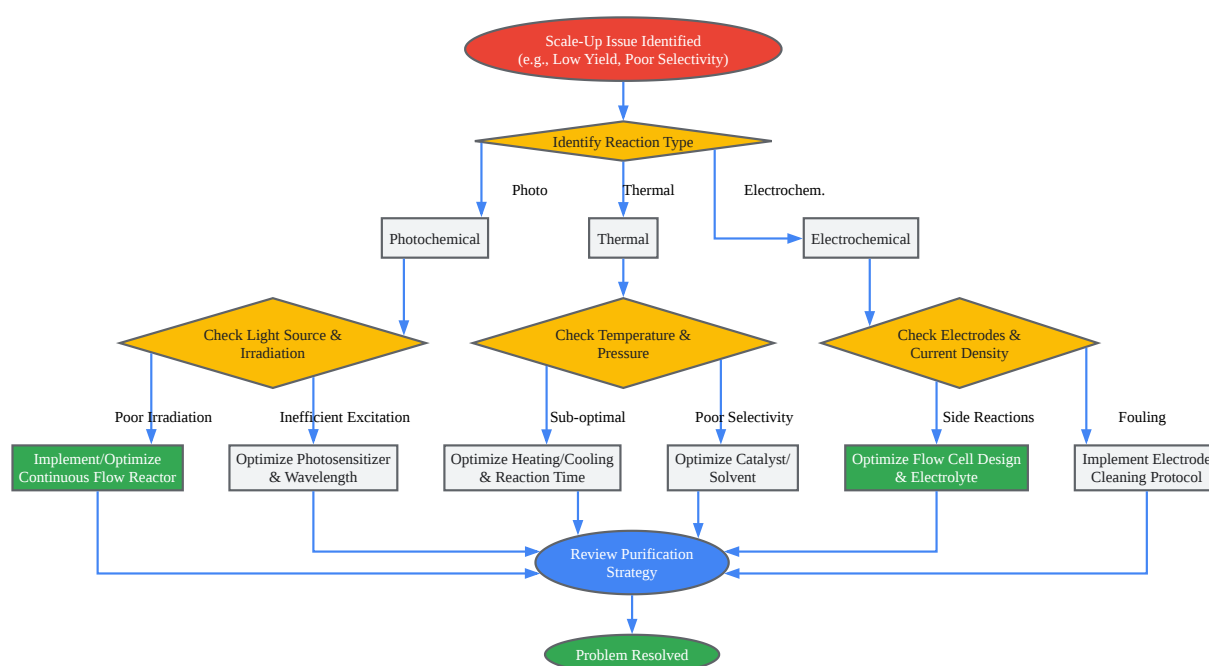 Scale-Up Issue Identified
(e.g., Low Yield, Poor Selectivity)
Identify Reaction Type
Photo
Thermal
Electrochem.
Photochemical
Thermal
Electrochemical
Check Light Source &
Irradiation
Check Temperature &
Pressure
Check Electrodes &
Current Density
Poor Irradiation
Inefficient Excitation
Sub-optimal
Poor Selectivity
Side Reactions
Fouling
Implement/Optimize
Continuous Flow Reactor
Optimize Photosensitizer
& Wavelength
Optimize Heating/Cooling
& Reaction Time
Optimize Catalyst/
Solvent
Optimize Flow Cell Design
& Electrolyte
Implement Electrode
Cleaning Protocol
Review Purification
Strategy
Problem Resolved